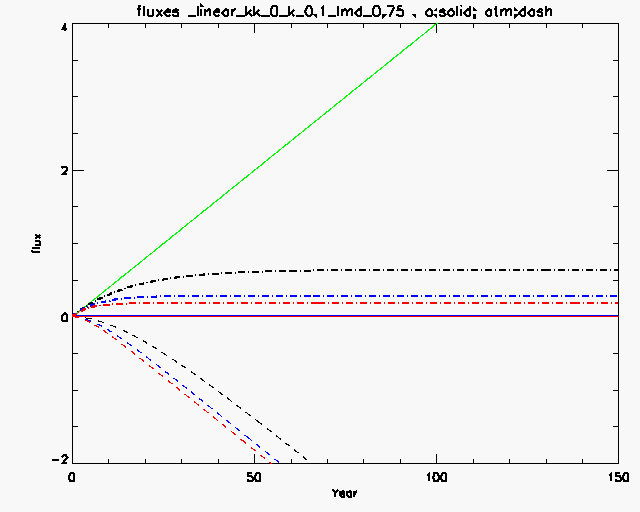 fluxes _linear_kk_0_k_0.1_lmd_0.75 , o:solid; atm:dash
4
2
0
-2
flux
0 50 100 150
Year